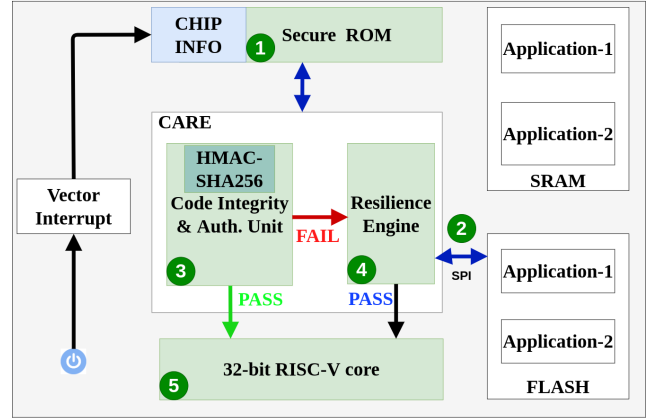 CHIP
INFO
Secure ROM
1
Application-1
Application-2
SRAM
CARE
HMAC-
SHA256
Code Integrity
& Auth. Unit
3
FAIL
Resilience
Engine
4
Vector
Interrupt
2
SPI
PASS
PASS
Application-1
Application-2
FLASH
32-bit RISC-V core
5